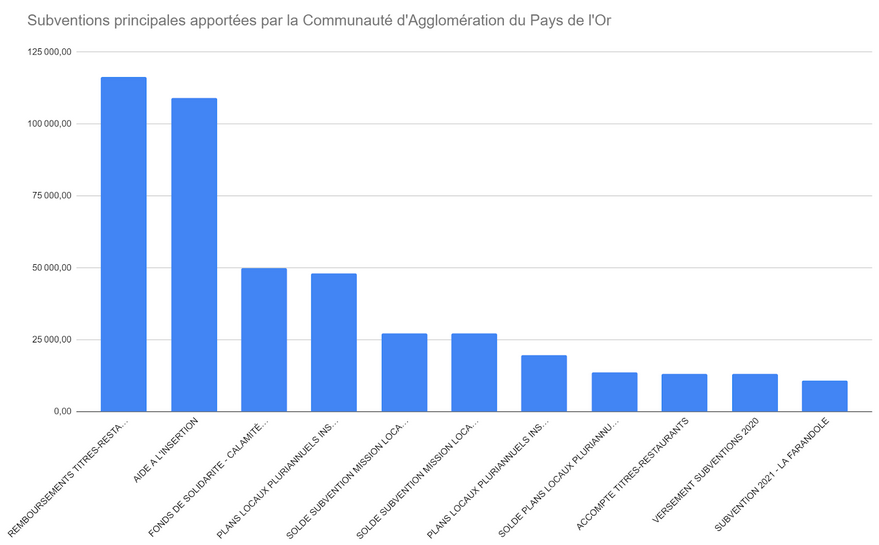 Subventions principales apportées par la Communauté d'Agglomération du Pays de l'Or
125 000,00
100 000,00
75 000,00
50 000,00
25 000,00
0,00
REMBOURSEMENTS TITRES-RESTA…
AIDE A L'INSERTION
FONDS DE SOLIDARITE - CALAMITÉ…
PLANS LOCAUX PLURIANNUELS INS…
SOLDE SUBVENTION MISSION LOCA…
SOLDE SUBVENTION MISSION LOCA…
PLANS LOCAUX PLURIANNUELS INS…
SOLDE PLANS LOCAUX PLURIANNU…
ACCOMPTE TITRES-RESTAURANTS
VERSEMENT SUBVENTIONS 2020
SUBVENTION 2021 - LA FARANDOLE